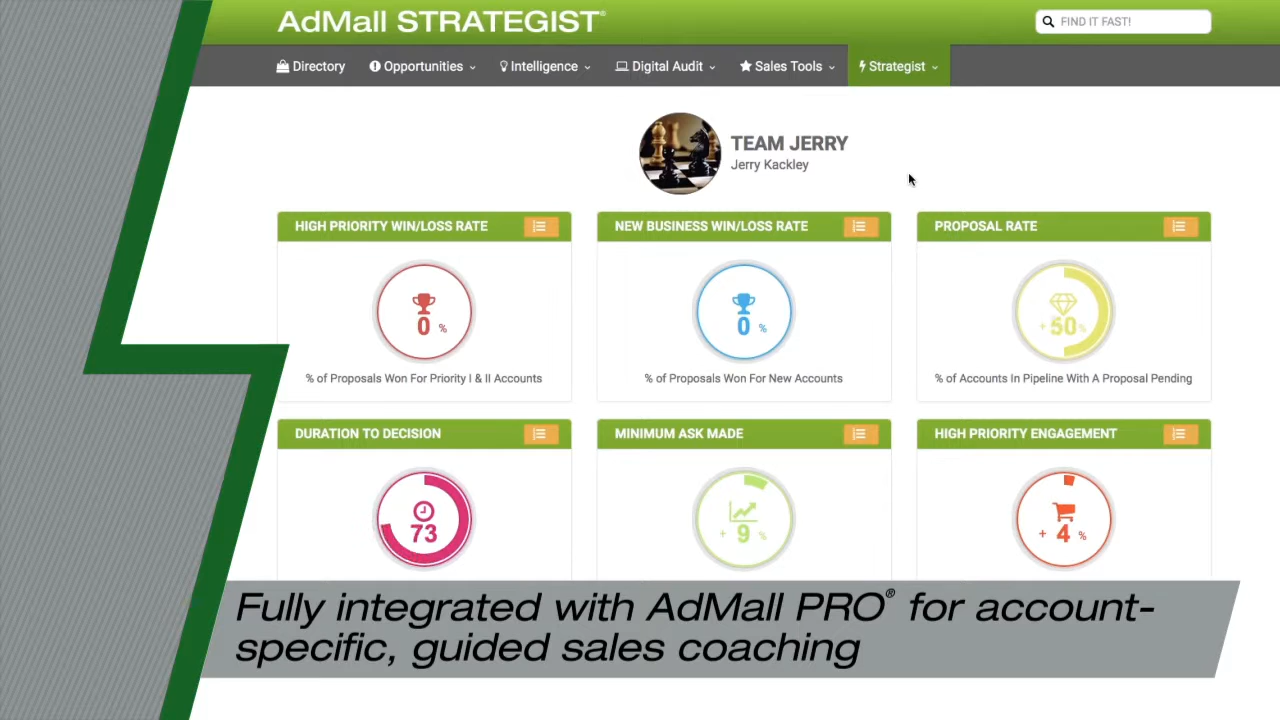 AdMall STRATEGIST®
FIND IT FAST!
Directory
Opportunities
Intelligence
Digital Audit
Sales Tools
Strategist
TEAM JERRY
Jerry Kackley
HIGH PRIORITY WIN/LOSS RATE
0 %
% of Proposals Won For Priority I & II Accounts
NEW BUSINESS WIN/LOSS RATE
0 %
% of Proposals Won For New Accounts
PROPOSAL RATE
+ 50 %
% of Accounts In Pipeline With A Proposal Pending
DURATION TO DECISION
73
MINIMUM ASK MADE
+ 9 %
HIGH PRIORITY ENGAGEMENT
+ 4 %
Fully integrated with AdMall PRO® for account-
specific, guided sales coaching